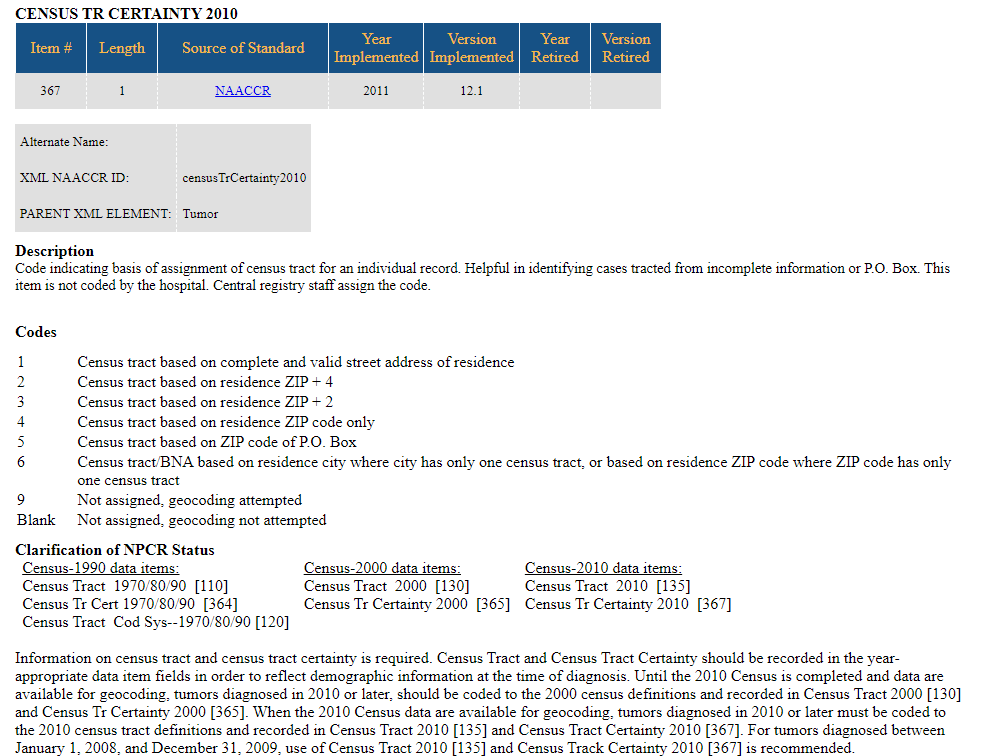 CENSUS TR CERTAINTY 2010
Item # Length Source of Standard Year Implemented Version Implemented Year Retired Version Retired
367 1 NAACCR 2011 12.1
Alternate Name:
XML NAACCR ID: censusTrCertainty2010
PARENT XML ELEMENT: Tumor
Description
Code indicating basis of assignment of census tract for an individual record. Helpful in identifying cases tracted from incomplete information or P.O. Box. This
item is not coded by the hospital. Central registry staff assign the code.
Codes
1 Census tract based on complete and valid street address of residence
2 Census tract based on residence ZIP + 4
3 Census tract based on residence ZIP + 2
4 Census tract based on residence ZIP code only
5 Census tract based on ZIP code of P.O. Box
6 Census tract/BNA based on residence city where city has only one census tract, or based on residence ZIP code where ZIP code has only
one census tract
9 Not assigned, geocoding attempted
Blank Not assigned, geocoding not attempted
Clarification of NPCR Status
Census-1990 data items: Census-2000 data items: Census-2010 data items:
Census Tract 1970/80/90 [110] Census Tract 2000 [130] Census Tract 2010 [135]
Census Tr Cert 1970/80/90 [364] Census Tr Certainty 2000 [365] Census Tr Certainty 2010 [367]
Census Tract Cod Sys--1970/80/90 [120]
Information on census tract and census tract certainty is required. Census Tract and Census Tract Certainty should be recorded in the year-
appropriate data item fields in order to reflect demographic information at the time of diagnosis. Until the 2010 Census is completed and data are
available for geocoding, tumors diagnosed in 2010 or later, should be coded to the 2000 census definitions and recorded in Census Tract 2000 [130]
and Census Tr Certainty 2000 [365]. When the 2010 Census data are available for geocoding, tumors diagnosed in 2010 or later must be coded to
the 2010 census tract definitions and recorded in Census Tract 2010 [135] and Census Tract Certainty 2010 [367]. For tumors diagnosed between
January 1, 2008, and December 31, 2009, use of Census Tract 2010 [135] and Census Track Certainty 2010 [367] is recommended.